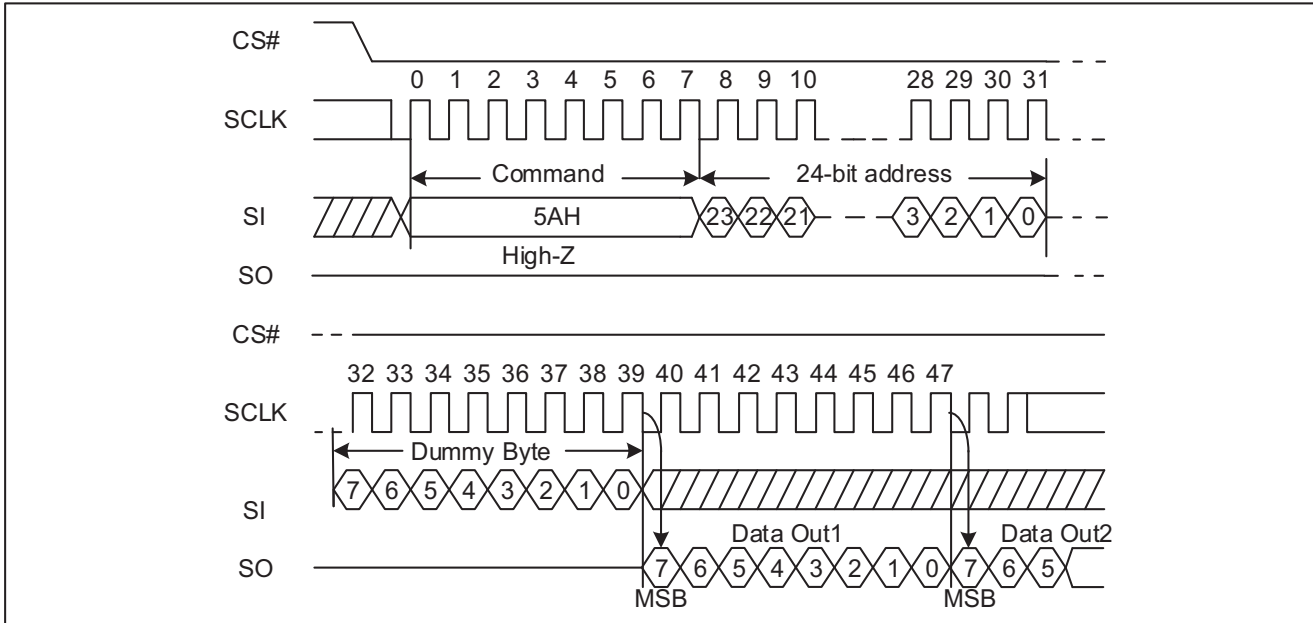 CS#
0 1 2 3 4 5 6 7 8 9 10 28 29 30 31
SCLK
Command 24-bit address
SI 5AH 23 22 21 3 2 1 0
High-Z
SO
CS#
32 33 34 35 36 37 38 39 40 41 42 43 44 45 46 47
SCLK
Dummy Byte
7 6 5 4 3 2 1 0
SI
Data Out1 Data Out2
SO 7 6 5 4 3 2 1 0 7 6 5
MSB MSB